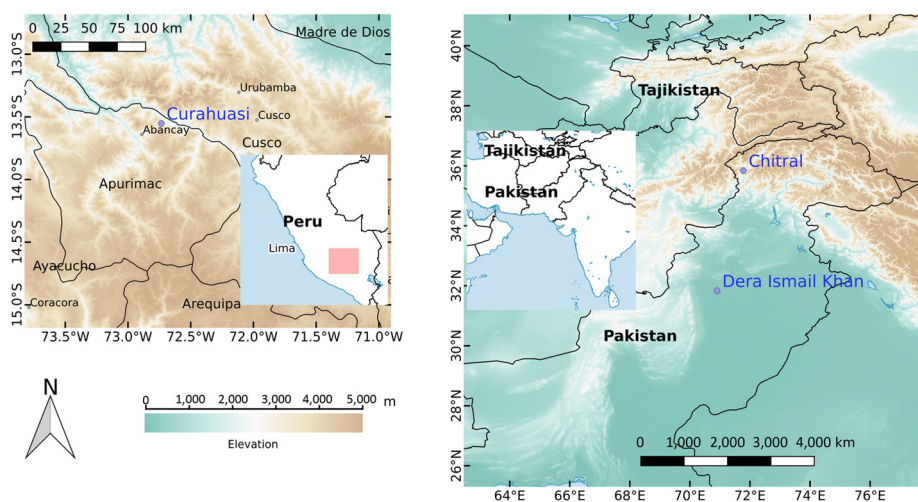 0 25 50 75 100 km
Madre de Dios
13.0°S
Urubamba
Curahuasi
13.5°S
Cusco
Abancay
Cusco
14.0°S
Apurimac
Peru
Lima
14.5°S
Ayacucho
15.0°S
Coracora
Arequipa
73.5°W 73.0°W 72.5°W 72.0°W 71.5°W 71.0°W
N
0 1,000 2,000 3,000 4,000 5,000 m
Elevation
40°N
Tajikistan
38°N
Tajikistan
36°N
Chitral
Pakistan
34°N
32°N
Dera Ismail Khan
Pakistan
30°N
28°N
0 1,000 2,000 3,000 4,000 km
26°N
64°E 66°E 68°E 70°E 72°E 74°E 76°E